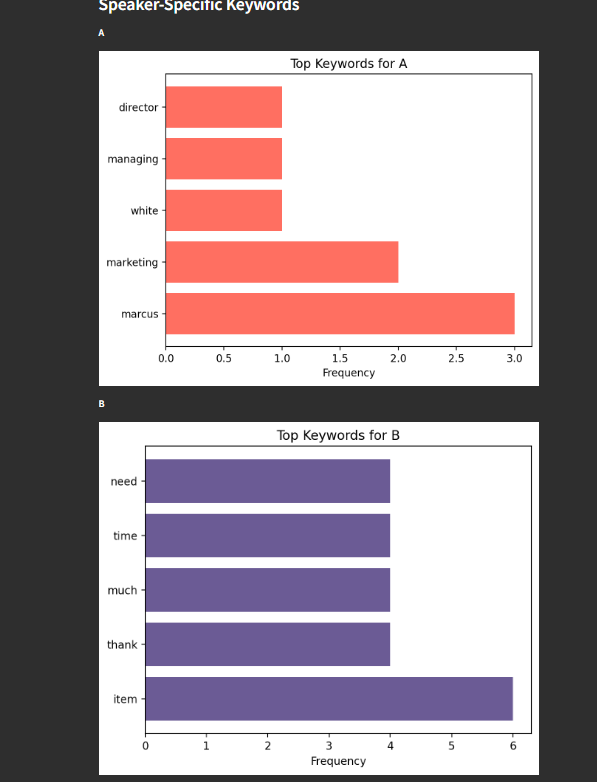 Speaker-Specific Keywords
A
Top Keywords for A
director
managing
white
marketing
marcus
0.0 0.5 1.0 1.5 2.0 2.5 3.0
Frequency
B
Top Keywords for B
need
time
much
thank
item
0 1 2 3 4 5 6
Frequency